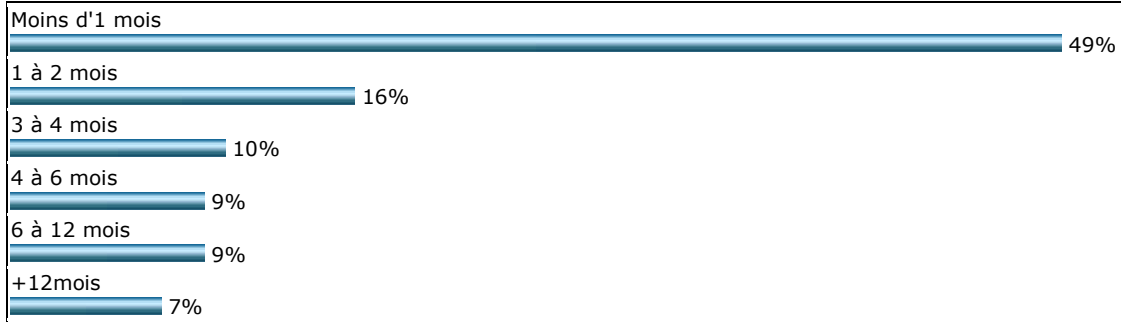 Moins d'1 mois
49%
1 à 2 mois
16%
3 à 4 mois
10%
4 à 6 mois
9%
6 à 12 mois
9%
+12mois
7%